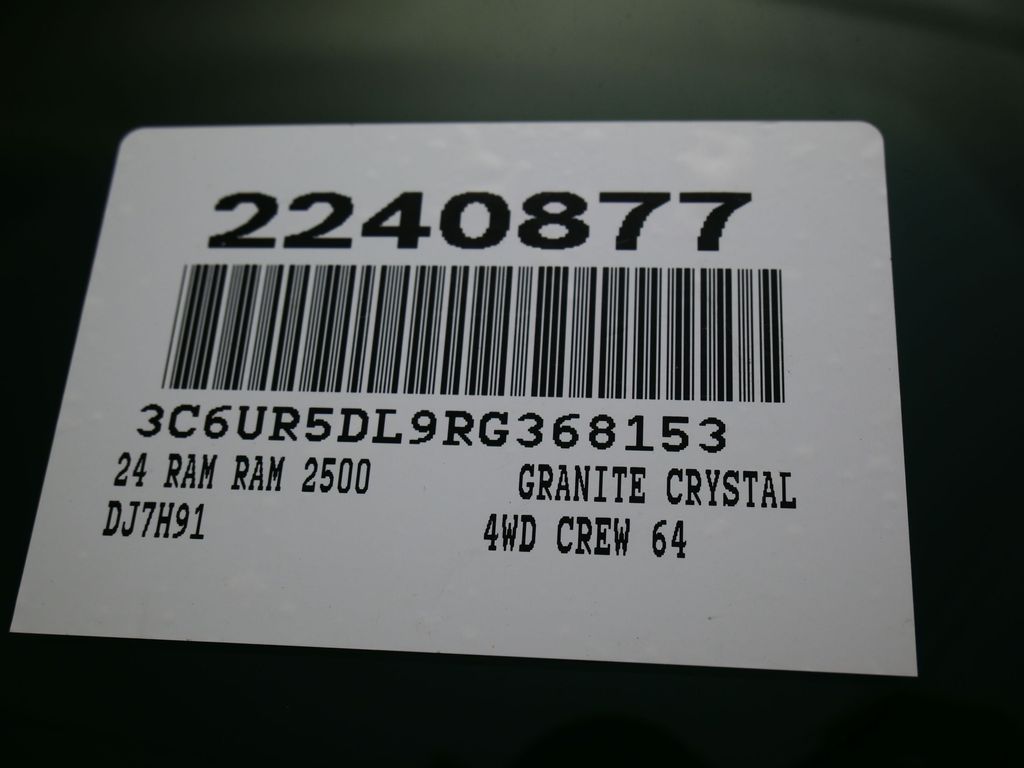 2240877
3C6UR5DL9RG368153
24 RAM RAM 2500 GRANITE CRYSTAL
DJ7H91 4WD CREW 64